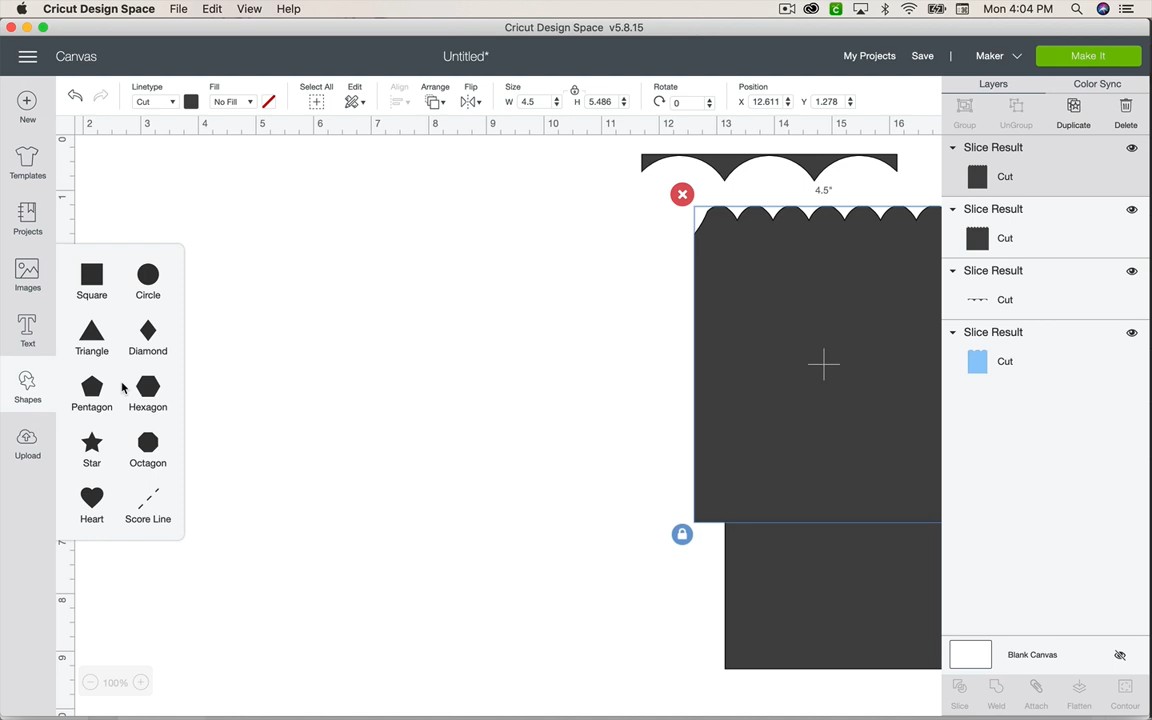 Cricut Design Space File Edit View Help Mon 4:04 PM
Cricut Design Space v5.8.15
Canvas Untitled* My Projects Save | Maker Make It
New
Templates
Projects
Images
Text
Shapes
Upload
Linetype
Cut
Fill
No Fill
Select All
Edit
Align
Arrange
Flip
Size
W 4.5
H 5.486
Rotate
0
Position
X 12.611
Y 1.278
2 3 4 5 6 7 8 9 10 11 12 13 14 15 16
0
1
7
8
9
4.5"
Square Circle
Triangle Diamond
Pentagon Hexagon
Star Octagon
Heart Score Line
100%
Layers Color Sync
Group UnGroup Duplicate Delete
Slice Result
Cut
Slice Result
Cut
Slice Result
Cut
Slice Result
Cut
Blank Canvas
Slice Weld Attach Flatten Contour